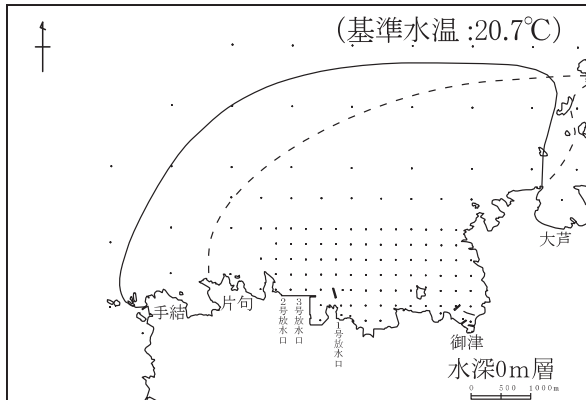 (基準水温 :20.7℃)
大芦
手結
片句
2号放水口
3号放水口
1号放水口
御津
水深0m層
0 500 1000m